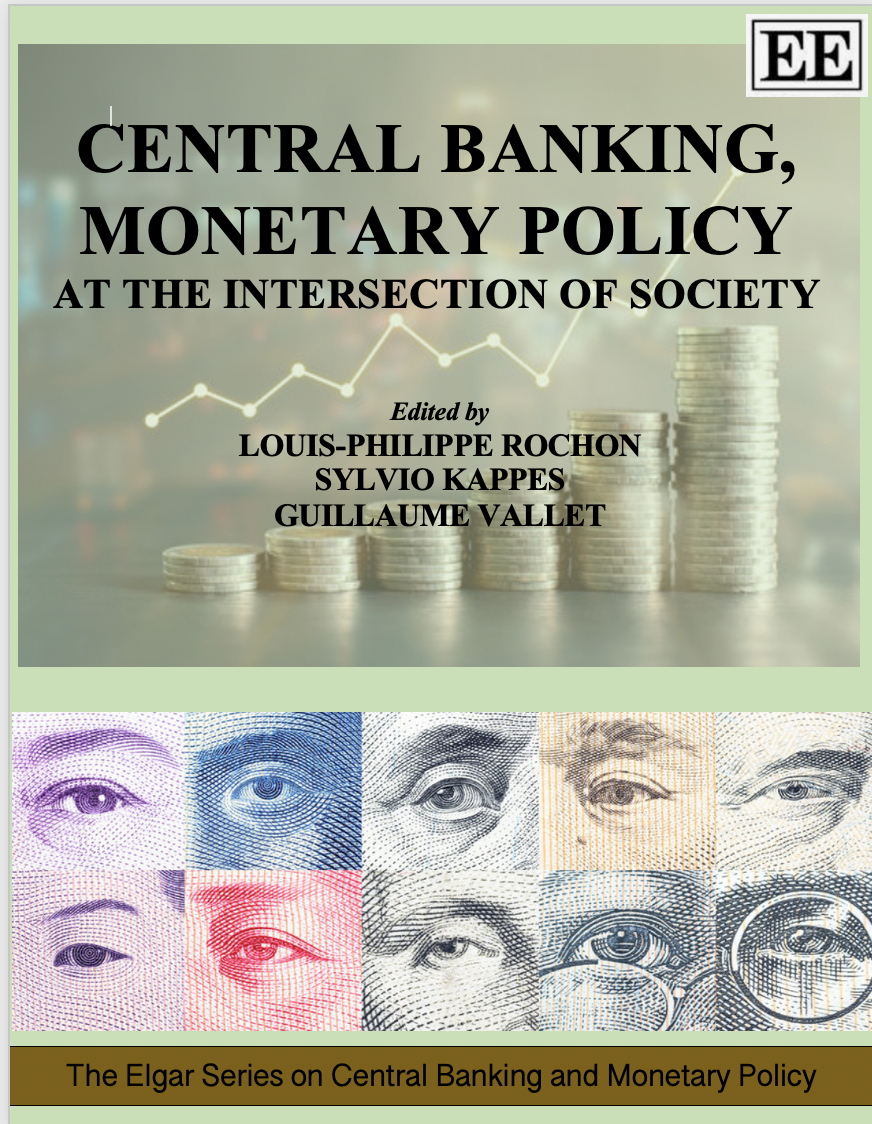 EE
CENTRAL BANKING,
MONETARY POLICY
AT THE INTERSECTION OF SOCIETY
Edited by
LOUIS-PHILIPPE ROCHON
SYLVIO KAPPES
GUILLAUME VALLET
The Elgar Series on Central Banking and Monetary Policy